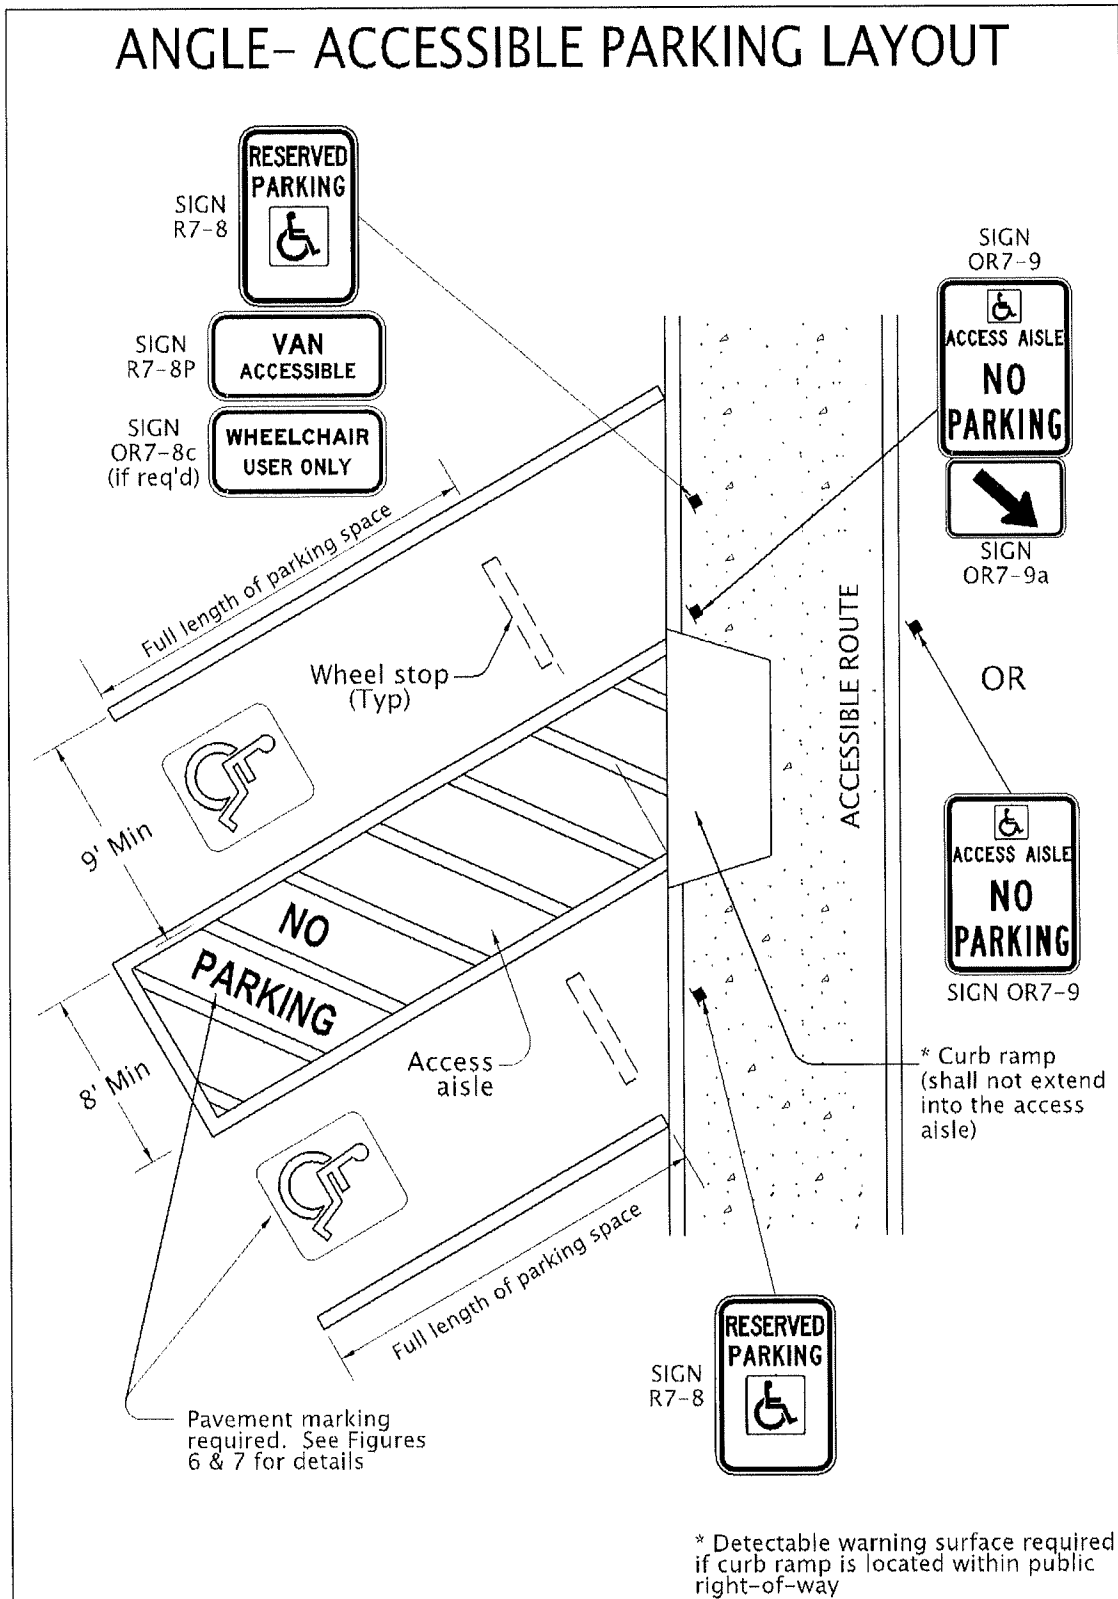 ANGLE- ACCESSIBLE PARKING LAYOUT
RESERVED
PARKING
SIGN
R7-8
SIGN
R7-8P
VAN
ACCESSIBLE
SIGN
OR7-8c
(if req'd)
WHEELCHAIR
USER ONLY
SIGN
OR7-9
ACCESS AISLE
NO
PARKING
SIGN
OR7-9a
Full length of parking space
Wheel stop
(Typ)
ACCESSIBLE ROUTE
OR
9' Min
NO
PARKING
ACCESS AISLE
NO
PARKING
SIGN OR7-9
8' Min
Access
aisle
* Curb ramp
(shall not extend
into the access
aisle)
Full length of parking space
RESERVED
PARKING
SIGN
R7-8
Pavement marking
required. See Figures
6 & 7 for details
* Detectable warning surface required
if curb ramp is located within public
right-of-way